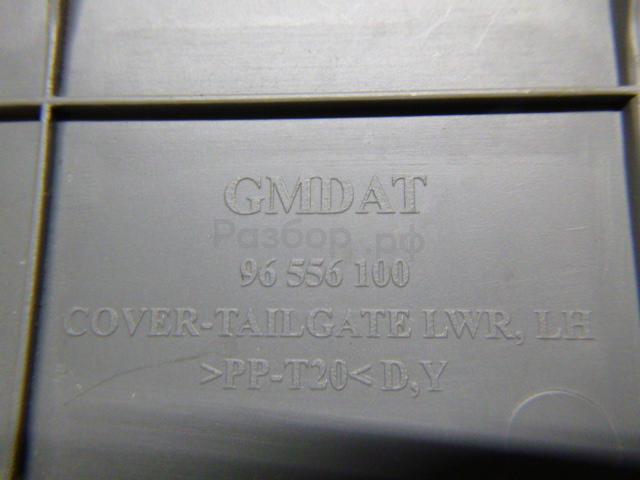 GMDAT
Разбор.рф
96 556 100
COVER-TAILGATE LWR, LH
>PP-T20< D,Y